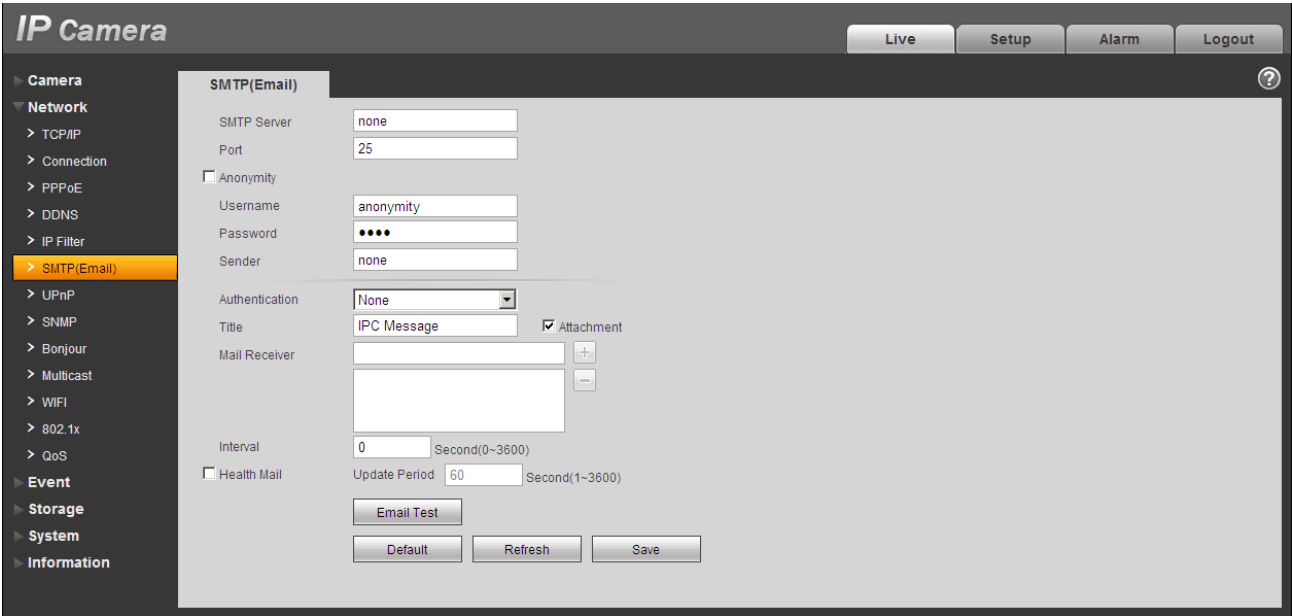 IP Camera
Live
Setup
Alarm
Logout
Camera
Network
TCP/IP
Connection
PPPoE
DDNS
IP Filter
SMTP(Email)
UPnP
SNMP
Bonjour
Multicast
WIFI
802.1x
QoS
Event
Storage
System
Information
SMTP(Email)
?
SMTP Server none
Port 25
Anonymity
Username anonymity
Password ••••
Sender none
Authentication None
Title IPC Message Attachment
Mail Receiver
Interval 0 Second(0~3600)
Health Mail Update Period 60 Second(1~3600)
Email Test
Default Refresh Save